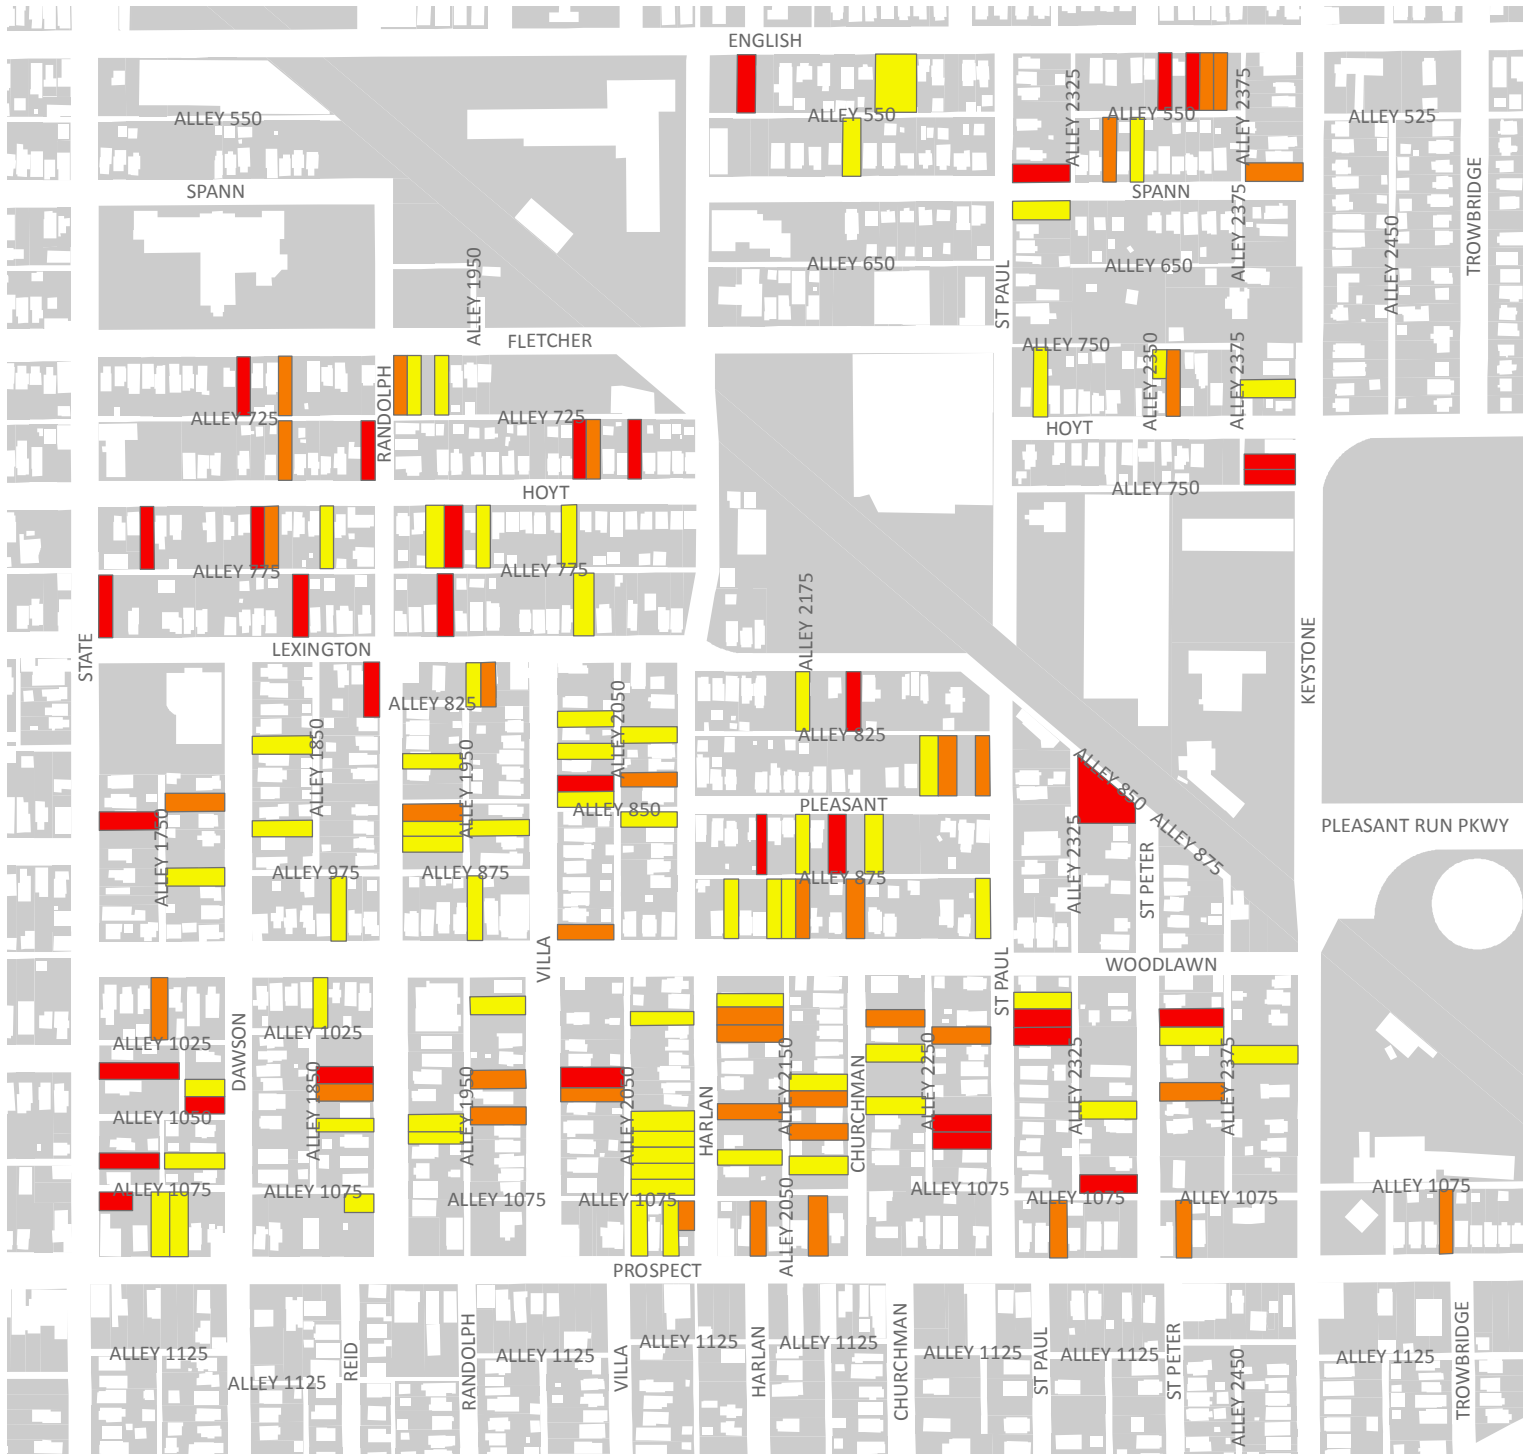 ENGLISH
ALLEY 550
ALLEY 550
ALLEY 2325
ALLEY 550
ALLEY 2375
ALLEY 525
SPANN
SPANN
ALLEY 2375
ALLEY 2450
TROWBRIDGE
ALLEY 1950
ALLEY 650
ST PAUL
ALLEY 650
FLETCHER
ALLEY 750
ALLEY 2350
ALLEY 2375
RANDOLPH
ALLEY 725
ALLEY 725
HOYT
HOYT
ALLEY 750
ALLEY 775
ALLEY 775
ALLEY 2175
STATE
LEXINGTON
KEYSTONE
ALLEY 825
ALLEY 2050
ALLEY 1850
ALLEY 1950
ALLEY 825
ALLEY 850
ALLEY 850
PLEASANT
ALLEY 875
PLEASANT RUN PKWY
ALLEY 1750
ALLEY 975
ALLEY 875
ALLEY 875
ALLEY 2325
ST PETER
VILLA
ST PAUL
WOODLAWN
ALLEY 1025
DAWSON
ALLEY 1025
ALLEY 1850
ALLEY 1950
ALLEY 2050
HARLAN
ALLEY 2150
CHURCHMAN
ALLEY 2250
ALLEY 2325
ALLEY 2375
ALLEY 1050
ALLEY 1075
ALLEY 1075
ALLEY 1075
ALLEY 1075
ALLEY 2050
ALLEY 1075
ALLEY 1075
ALLEY 1075
ALLEY 1075
PROSPECT
ALLEY 1125
ALLEY 1125
REID
RANDOLPH
ALLEY 1125
VILLA
ALLEY 1125
HARLAN
ALLEY 1125
CHURCHMAN
ALLEY 1125
ST PAUL
ALLEY 1125
ST PETER
ALLEY 2450
ALLEY 1125
TROWBRIDGE